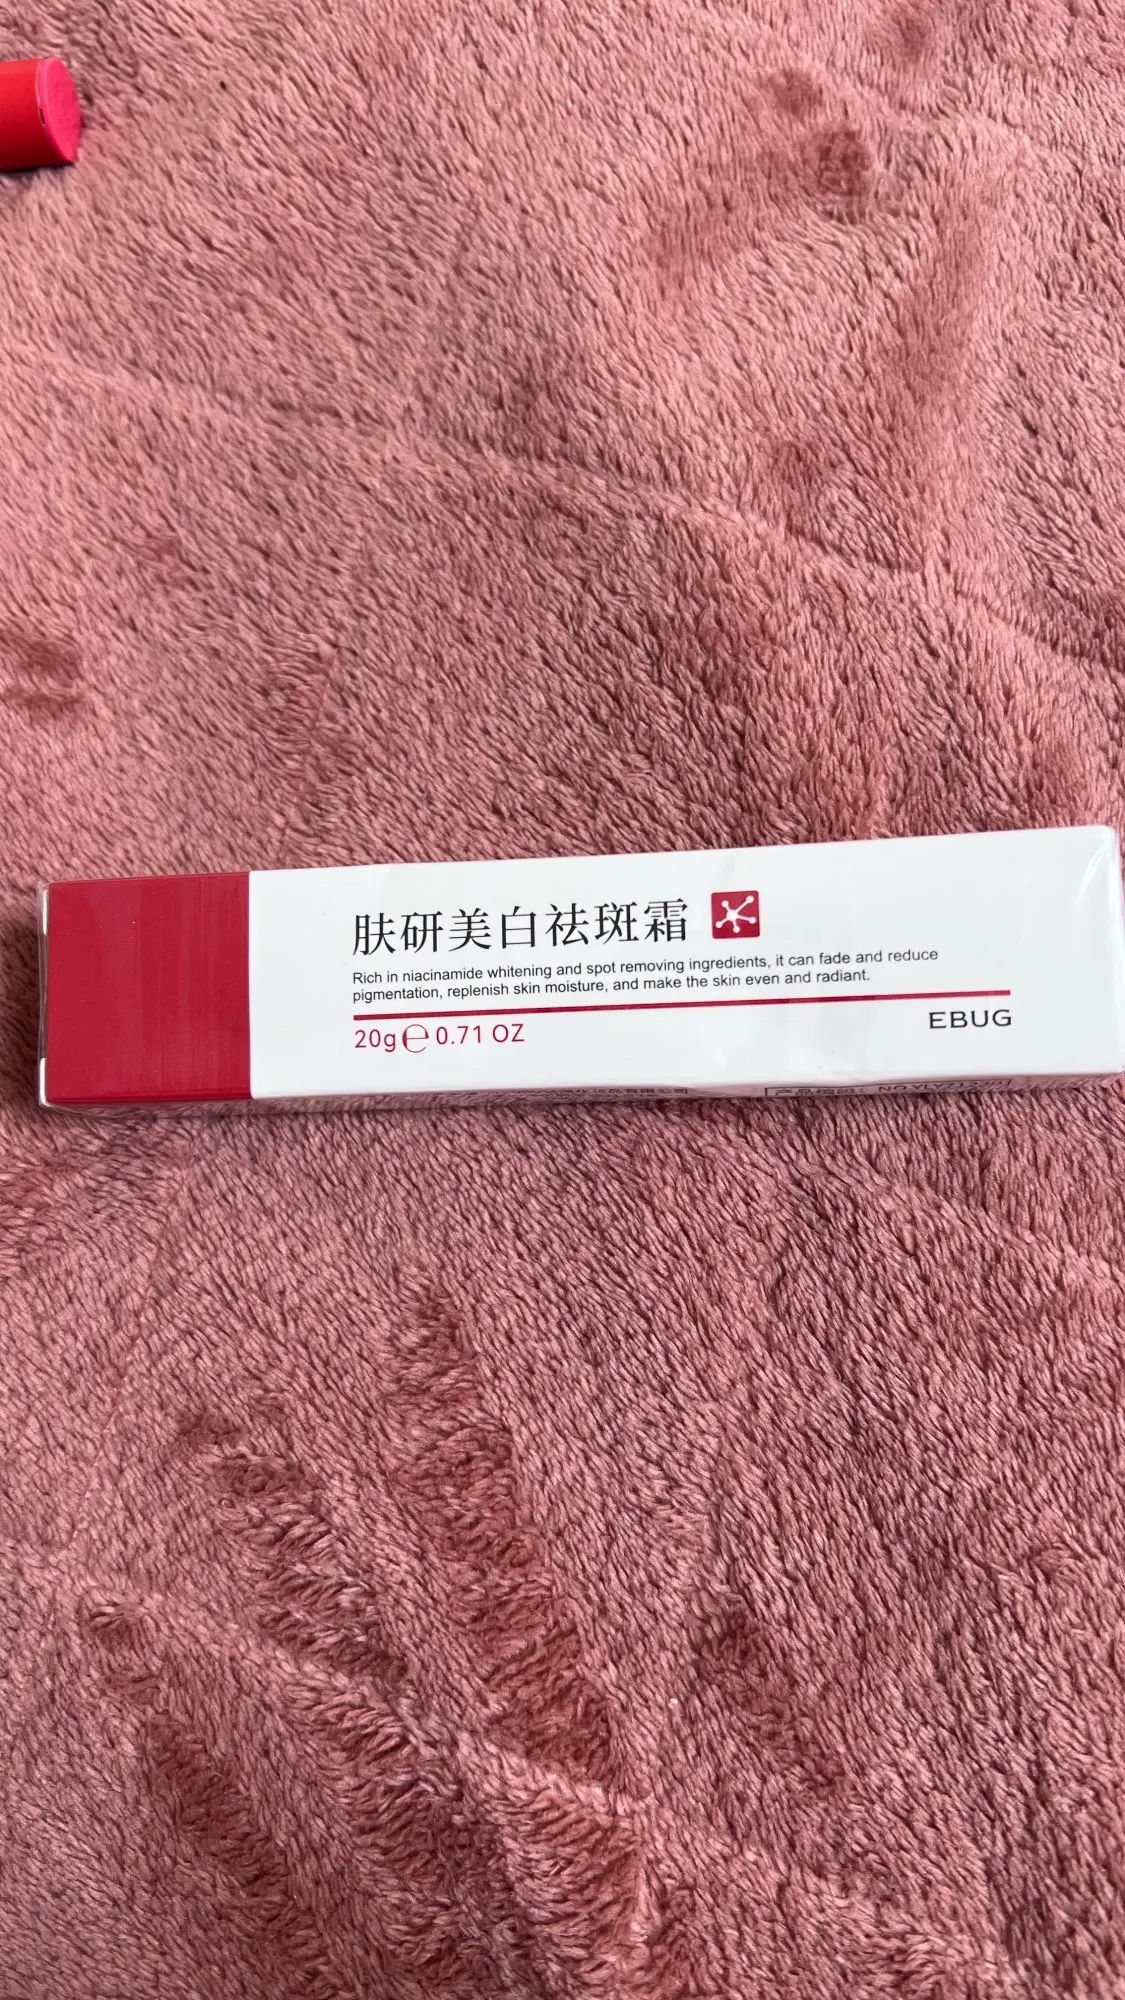 肤研美白祛斑霜
Rich in niacinamide whitening and spot removing ingredients, it can fade and reduce
pigmentation, replenish skin moisture, and make the skin even and radiant.
20g℮0.71 OZ
EBUG